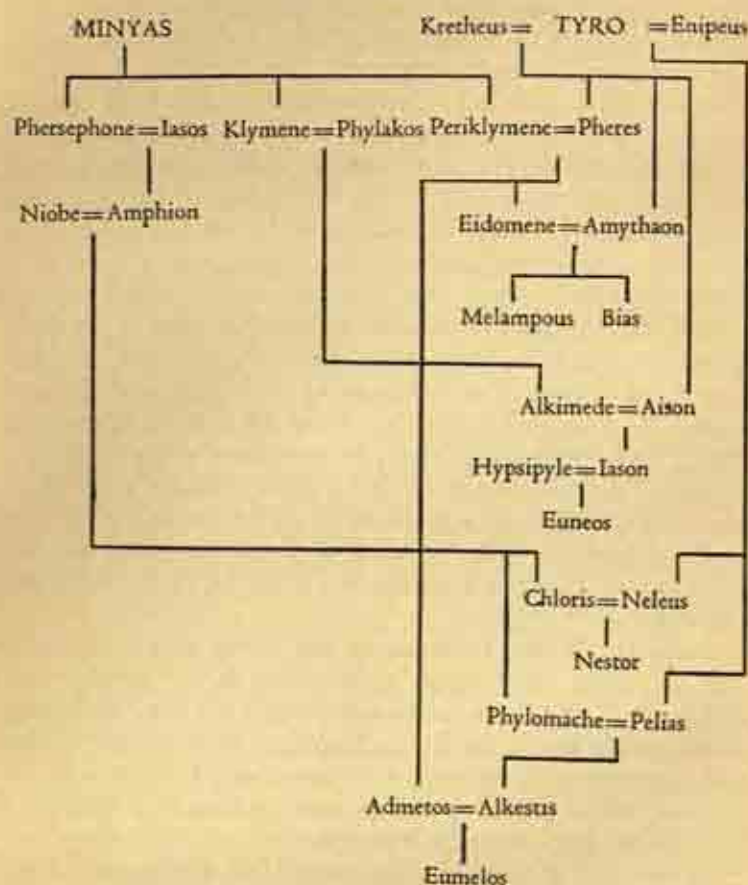 MINYAS Kretheus= TYRO =Enipeus
Phersephone=Iasos Klymene=Phylakos Periklymene=Pheres
Niobe=Amphion
Eidomene=Amythaon
Melampous Bias
Alkimede=Aison
Hypsipyle=Iason
Euneos
Chloris=Neleus
Nestor
Phylomache=Pelias
Admetos=Alkestis
Eumelos